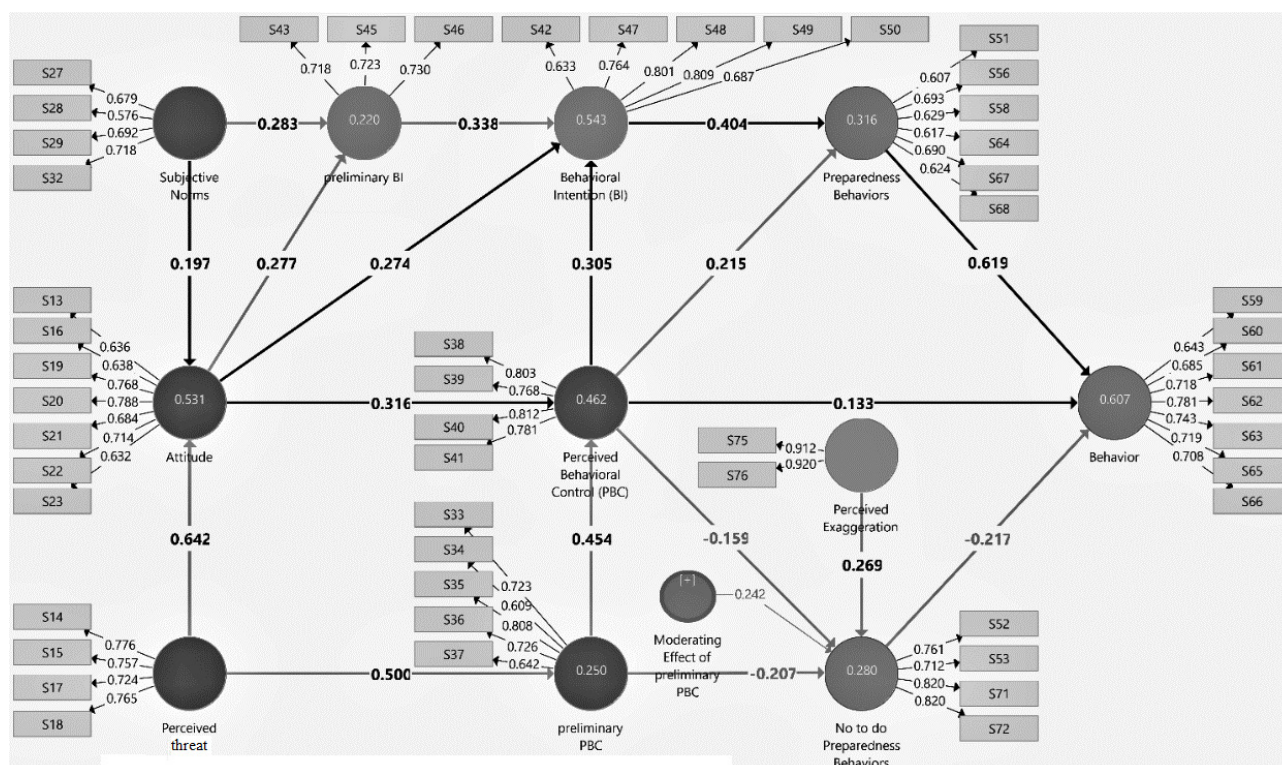 S43
S45
S46
S42
S47
S48
S49
S50
S51
0.718
0.723
0.730
0.633
0.764
0.801
0.809
0.687
S27
S28
S29
S32
0.679
0.576
0.692
0.718
Subjective
Norms
0.283
0.220
preliminary BI
0.338
0.543
Behavioral
Intention (BI)
0.404
0.316
Preparedness
Behaviors
0.607
0.693
0.629
0.617
0.690
0.624
S56
S58
S64
S67
S68
0.197
0.277
0.274
0.305
0.215
0.619
S13
S16
S19
S20
S21
S22
S23
0.636
0.638
0.768
0.788
0.684
0.714
0.632
0.531
Attitude
0.316
S38
S39
S40
S41
0.803
0.768
0.812
0.781
0.462
Perceived
Behavioral
Control (PBC)
0.133
S75
S76
0.912
0.920
Perceived
Exaggeration
0.607
Behavior
0.643
0.685
0.718
0.781
0.743
0.719
0.708
S59
S60
S61
S62
S63
S65
S66
0.642
0.454
-0.159
0.269
-0.217
S33
S34
S35
S36
S37
0.723
0.609
0.808
0.726
0.642
[+]
0.242
Moderating
Effect of
preliminary
PBC
S14
S15
S17
S18
0.776
0.757
0.724
0.765
Perceived
threat
0.500
0.250
preliminary
PBC
-0.207
0.280
No to do
Preparedness
Behaviors
0.761
0.712
0.820
0.820
S52
S53
S71
S72